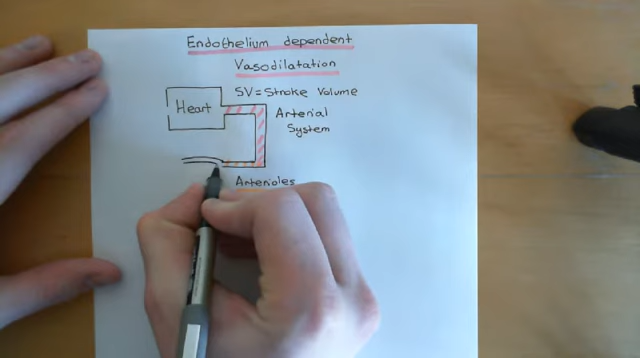 Endothelium dependent
Vasodilatation
SV=Stroke Volume
Heart
Arterial
System
Arterioles